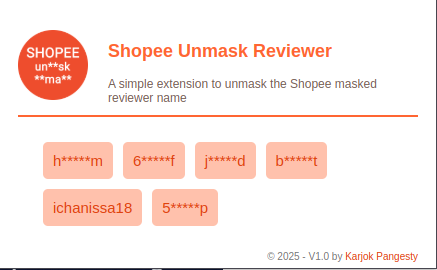 SHOPEE
un**sk
**ma**
Shopee Unmask Reviewer
A simple extension to unmask the Shopee masked
reviewer name
h*****m 6*****f j*****d b*****t
ichanissa18 5*****p
© 2025 - V1.0 by Karjok Pangesty